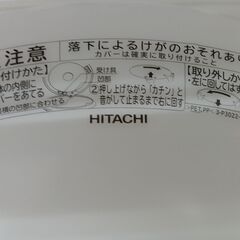 注意
落下によるけがのおそれあり
カバーは確実に取り付けること
付けかた】
体の内側に
バーをあてる
受け具
凹部
②押し上げながら「カチン」と
音がして止まるまで右に回す
【取り外しか
・左に回してはず
HITACHI